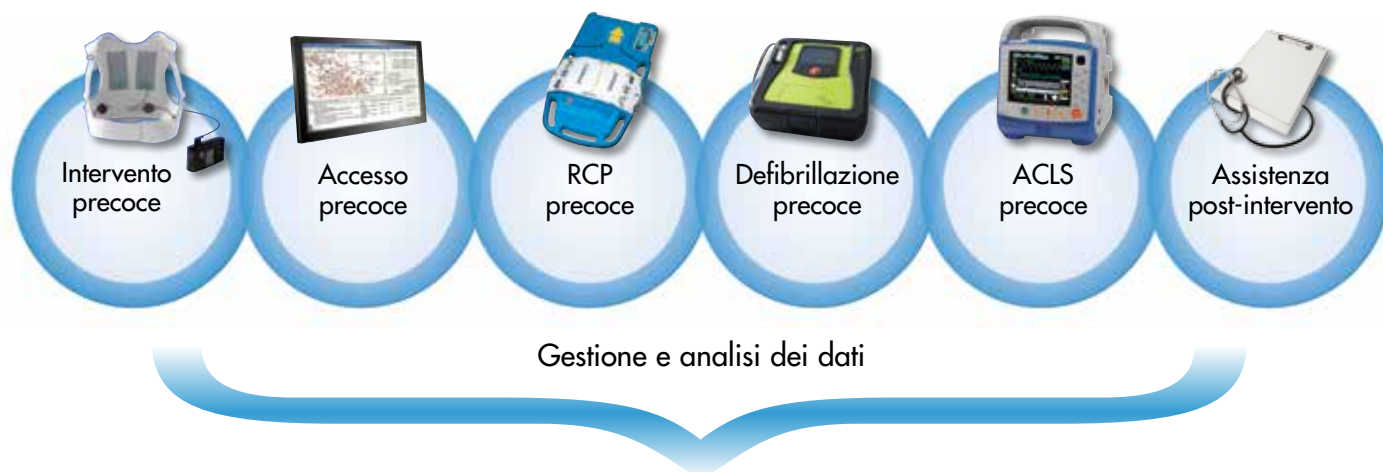 Intervento
precoce
Accesso
precoce
RCP
precoce
Defibrillazione
precoce
ACLS
precoce
Assistenza
post-intervento
Gestione e analisi dei dati